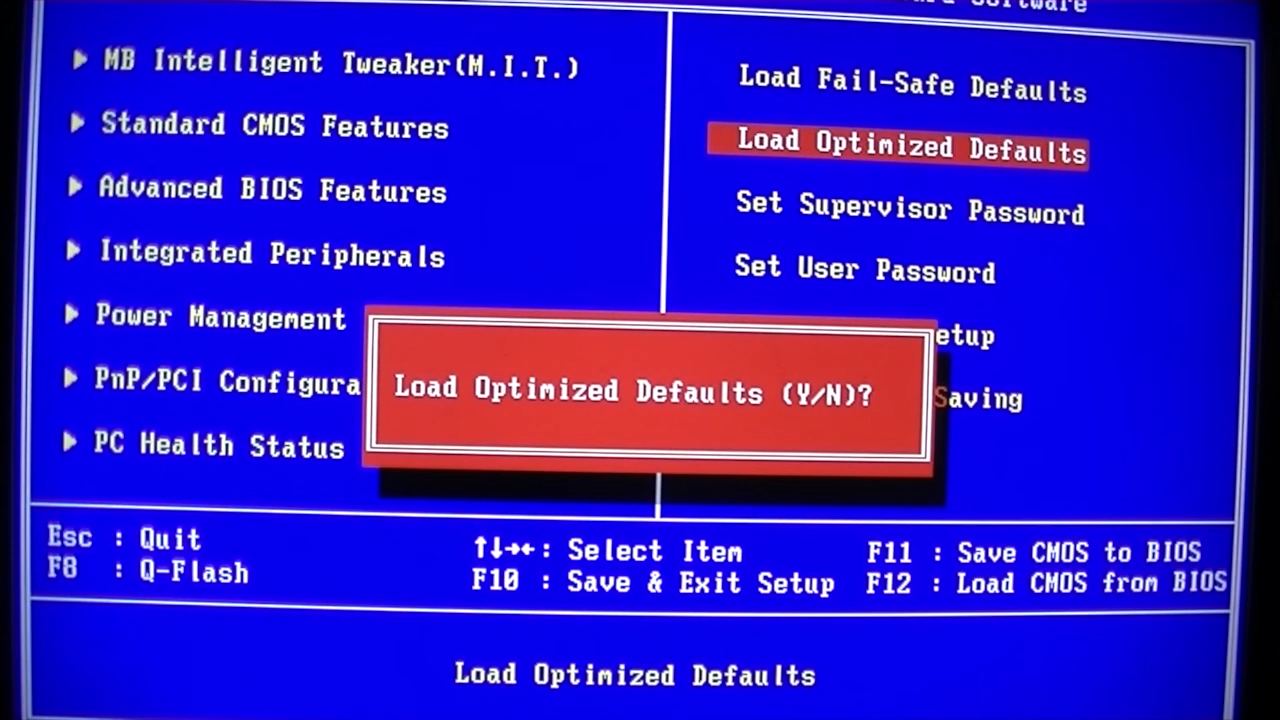 Software
MB Intelligent Tweaker(M.I.T.)
Standard CMOS Features
Advanced BIOS Features
Integrated Peripherals
Power Management
PnP/PCI Configura
PC Health Status
Load Fail-Safe Defaults
Load Optimized Defaults
Set Supervisor Password
Set User Password
etup
Saving
Load Optimized Defaults (Y/N)?
Esc : Quit
F8 : Q-Flash
↑↓→←: Select Item
F10 : Save & Exit Setup
F11 : Save CMOS to BIOS
F12 : Load CMOS from BIOS
Load Optimized Defaults